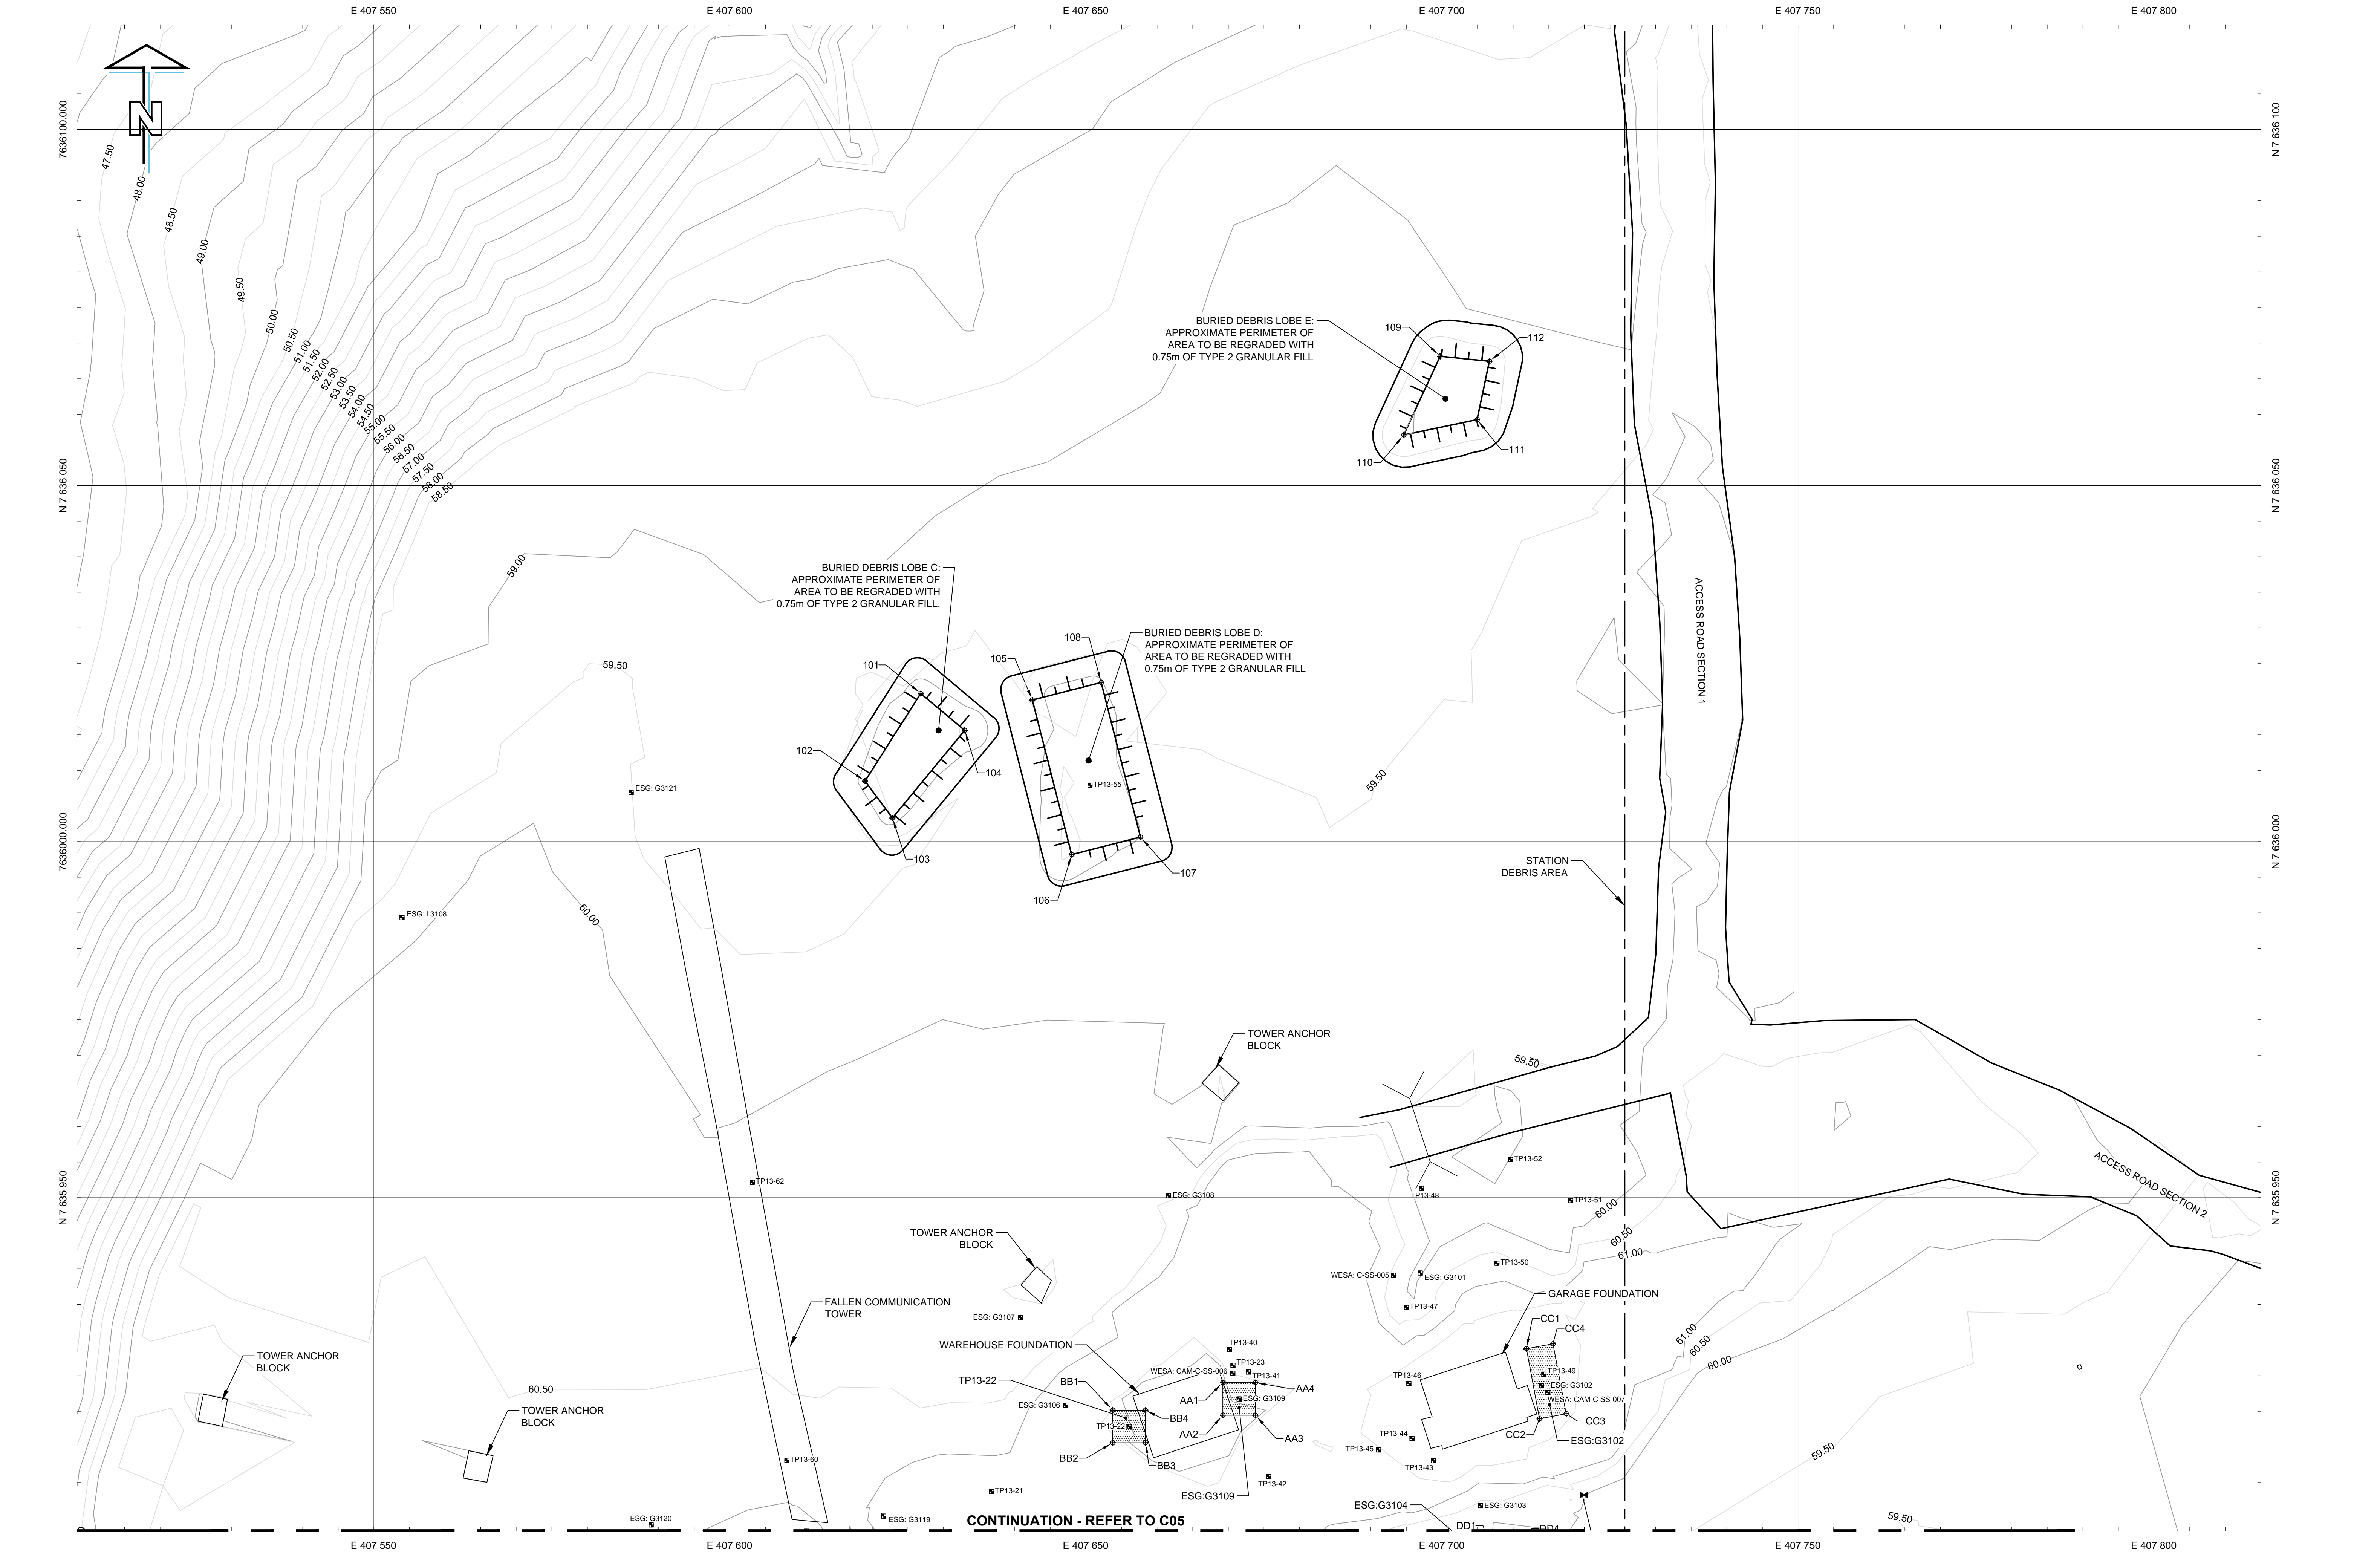 E 407 550
E 407 600
E 407 650
E 407 700
E 407 750
E 407 800
7636100.000
N 7 636 100
N
47.50
48.00
48.50
49.00
49.50
50.00
50.50
51.00
51.50
52.00
52.50
53.00
53.50
54.00
54.50
55.00
55.50
56.00
56.50
57.00
57.50
58.00
58.50
BURIED DEBRIS LOBE E:
APPROXIMATE PERIMETER OF
AREA TO BE REGRADED WITH
0.75m OF TYPE 2 GRANULAR FILL
109
112
110
111
N 7 636 050
N 7 636 050
59.00
BURIED DEBRIS LOBE C:
APPROXIMATE PERIMETER OF
AREA TO BE REGRADED WITH
0.75m OF TYPE 2 GRANULAR FILL.
BURIED DEBRIS LOBE D:
APPROXIMATE PERIMETER OF
AREA TO BE REGRADED WITH
0.75m OF TYPE 2 GRANULAR FILL
ACCESS ROAD SECTION 1
59.50
101
102
103
104
105
108
106
107
TP13-55
59.50
ESG: G3121
7636000.000
N 7 636 000
STATION
DEBRIS AREA
ESG: L3108
60.00
TOWER ANCHOR
BLOCK
59.50
TP13-52
TP13-62
ESG: G3108
TP13-48
TP13-51
60.00
60.50
61.00
ACCESS ROAD SECTION 2
N 7 635 950
N 7 635 950
TOWER ANCHOR
BLOCK
WESA: C-SS-005
ESG: G3101
TP13-50
TP13-47
GARAGE FOUNDATION
FALLEN COMMUNICATION
TOWER
ESG: G3107
CC1
CC4
61.00
60.50
60.00
WAREHOUSE FOUNDATION
TP13-40
TP13-23
WESA: CAM-C-SS-006
TP13-41
TP13-46
TP13-49
ESG: G3102
WESA: CAM-C SS-007
TOWER ANCHOR
BLOCK
60.50
TP13-22
BB1
AA1
AA4
ESG: G3109
ESG: G3106
BB4
TP13-22
AA2
AA3
CC2
CC3
TOWER ANCHOR
BLOCK
TP13-44
TP13-45
ESG:G3102
59.50
BB2
BB3
TP13-60
TP13-43
TP13-42
TP13-21
ESG:G3109
ESG:G3104
ESG: G3103
ESG: G3120
ESG: G3119
CONTINUATION - REFER TO C05
DD1
DD4
59.50
E 407 550
E 407 600
E 407 650
E 407 700
E 407 750
E 407 800